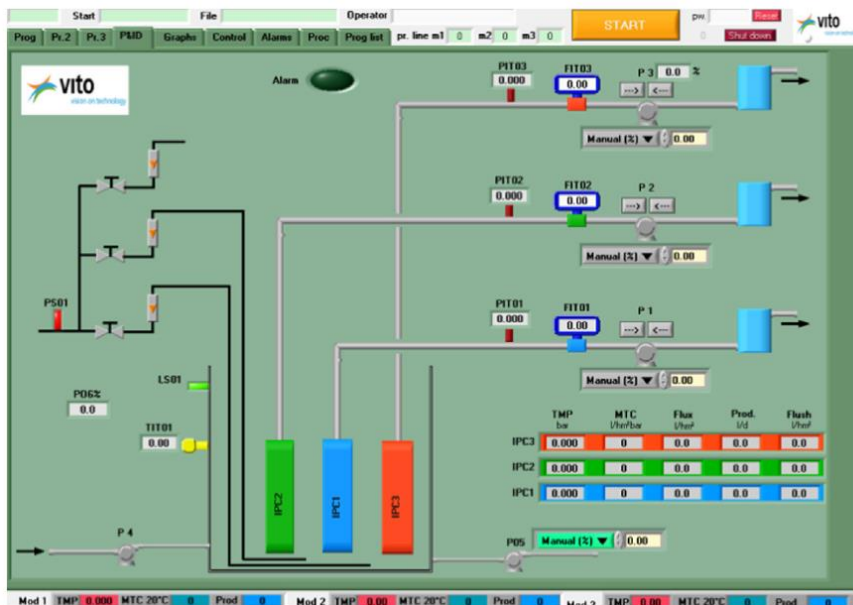 Start File Operator
START
pw Reset
Prog Pr.2 Pr.3 P&ID Graphs Control Alarms Proc Prog list pr. line m1 0 m2 0 m3 0
0 Shut down
vito
vision on technology
vito
vision on technology
Alarm
PIT03 FIT03 P 3 0.0 %
0.000 0.00 ---> <---
Manual (%) 0.00
PIT02 FIT02 P 2
0.000 0.00 ---> <---
Manual (%) 0.00
PS01
PIT01 FIT01 P 1
0.000 0.00 ---> <---
Manual (%) 0.00
LS01
P06%
0.0
TIT01
0.00
TMP MTC Flux Prod. Flush
bar l/hm²bar l/hm² l/d l/hm²
IPC3 0.000 0 0.0 0.0 0.0
IPC2 0.000 0 0.0 0.0 0.0
IPC1 0.000 0 0.0 0.0 0.0
IPC2 IPC1 IPC3
P 4
P05 Manual (%) 0.00
Mod 1 TMP 0.000 MTC 20°C 0 Prod 0 Mod 2 TMP 0.00 MTC 20°C 0 Prod 0 Mod 3 TMP 0.00 MTC 20°C 0 Prod 0